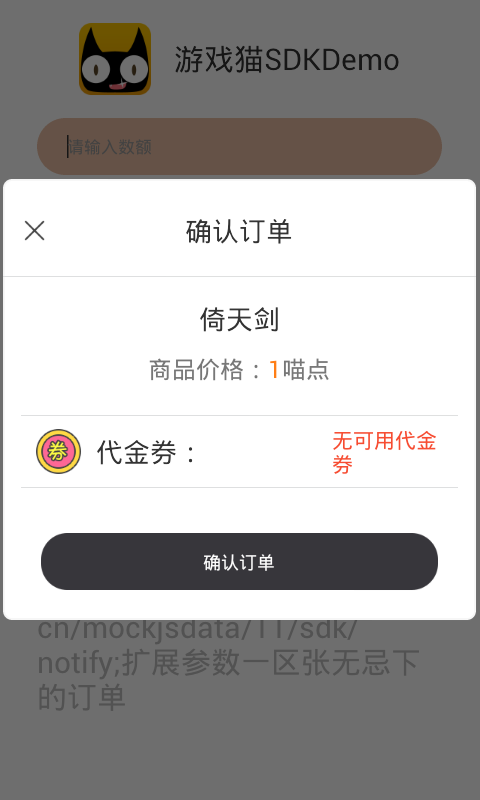 游戏猫SDKDemo
请输入数额
确认订单
倚天剑
商品价格：1喵点
代金券：
无可用代金
券
券
确认订单
cn/mockjsdata/11/sdk/
notify;扩展参数一区张无忌下
的订单